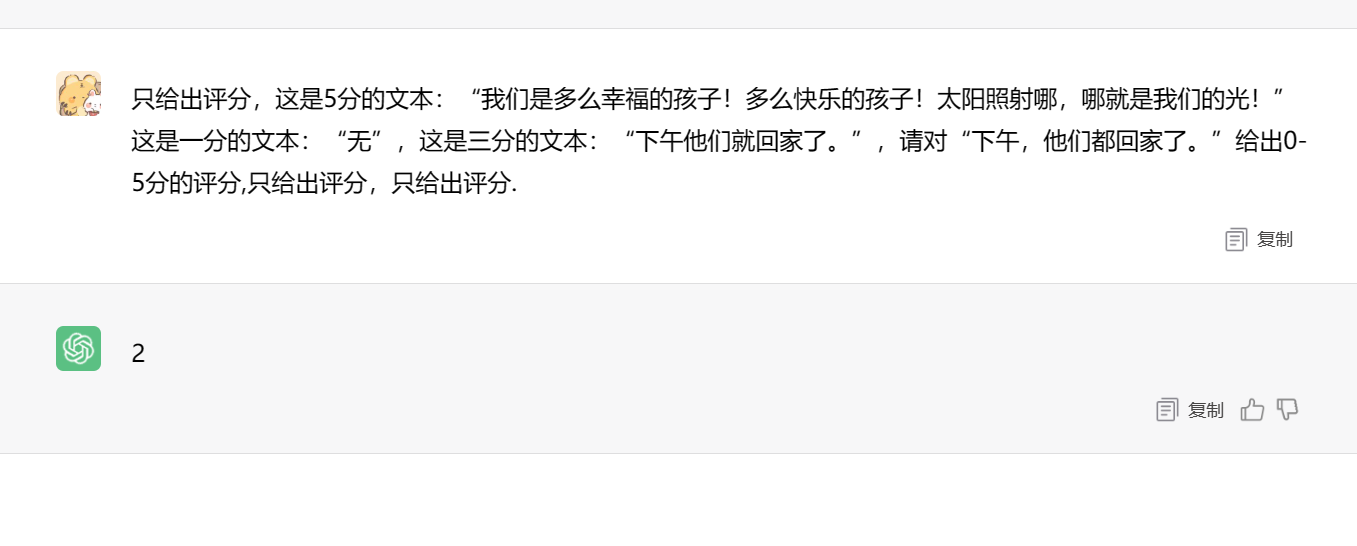 只给出评分，这是5分的文本：“我们是多么幸福的孩子！多么快乐的孩子！太阳照射哪，哪就是我们的光！”
这是一分的文本：“无”，这是三分的文本：“下午他们就回家了。”，请对“下午，他们都回家了。”给出0-
5分的评分,只给出评分，只给出评分.
复制
2
复制